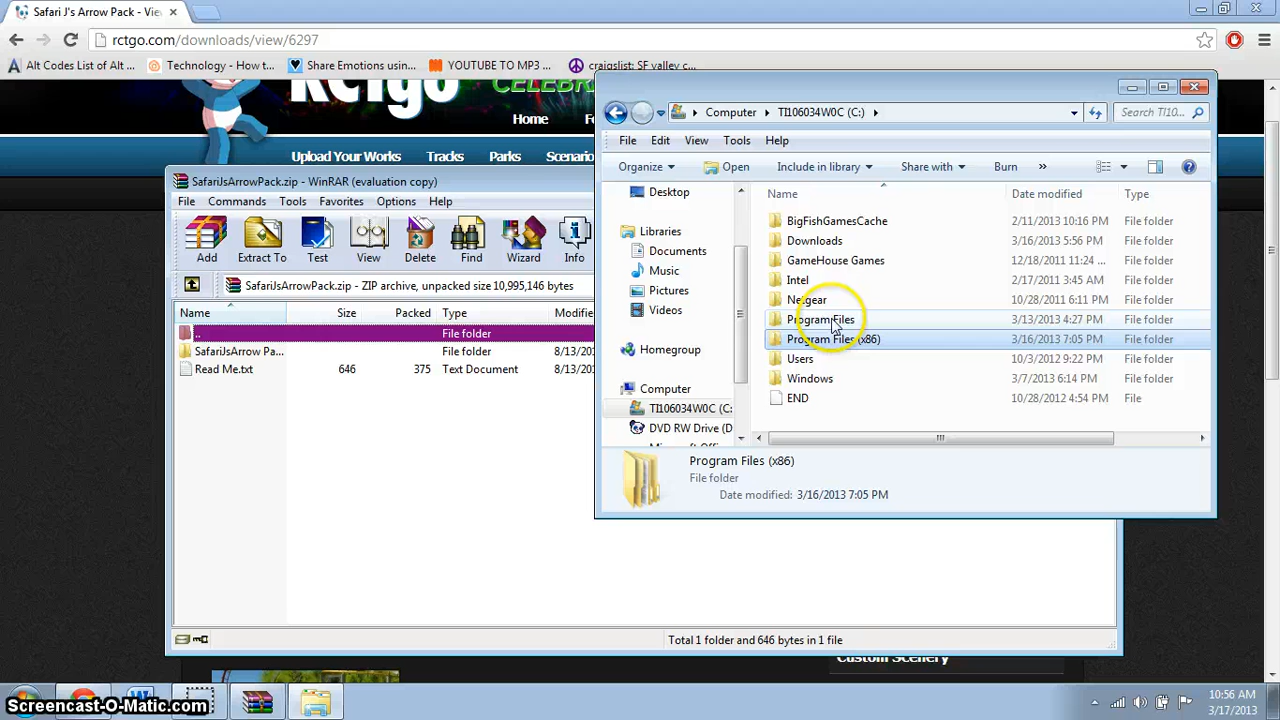 Safari J's Arrow Pack - Vie
rctgo.com/downloads/view/6297
Alt Codes List of Alt ... Technology - How t... Share Emotions usin... YOUTUBE TO MP3 ... craigslist: SF valley c...
RCTgo CELEBR
Home F
Upload Your Works Tracks Parks Scenario
Computer TI106034W0C (C:) Search TI10...
File Edit View Tools Help
Organize Open Include in library Share with Burn »
Desktop
Libraries
Documents
Music
Pictures
Videos
Homegroup
Computer
TI106034W0C (C:
DVD RW Drive (D
Name Date modified Type
BigFishGamesCache 2/11/2013 10:16 PM File folder
Downloads 3/16/2013 5:56 PM File folder
GameHouse Games 12/18/2011 11:24 ... File folder
Intel 2/17/2011 3:45 AM File folder
Netgear 10/28/2011 6:11 PM File folder
Program Files 3/13/2013 4:27 PM File folder
Program Files (x86) 3/16/2013 7:05 PM File folder
Users 10/3/2012 9:22 PM File folder
Windows 3/7/2013 6:14 PM File folder
END 10/28/2012 4:54 PM File
Program Files (x86)
File folder
Date modified: 3/16/2013 7:05 PM
SafariJsArrowPack.zip - WinRAR (evaluation copy)
File Commands Tools Favorites Options Help
Add Extract To Test View Delete Find Wizard Info
SafariJsArrowPack.zip - ZIP archive, unpacked size 10,995,146 bytes
Name Size Packed Type Modifie
.. File folder
SafariJsArrow Pa... File folder 8/13/20
Read Me.txt 646 375 Text Document 8/13/20
Total 1 folder and 646 bytes in 1 file
Custom Scenery
Screencast-O-Matic.com
10:56 AM
3/17/2013